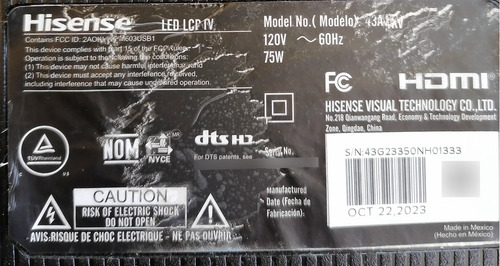 Hisense
LED LCD TV
Model No.( Modelo):
120V ~ 60Hz
75W
This device complies with part 15 of the FCC Rules.
Operation is subject to the following conditions:
(1) This device may not cause harmful interference, and
(2) This device must accept any interference received,
including interference that may cause undesired operation.
FC
HDMI
HISENSE VISUAL TECHNOLOGY CO.,LTD.
No.218 Qianwangang Road, Economy & Technology Development
Zone, Qingdao, China
TÜVRheinland
C US
NOM
NYCE
dts HD
For DTS patents, see
Serial No.
S/N:43G23350NH01333
CAUTION
RISK OF ELECTRIC SHOCK
DO NOT OPEN
AVIS:RISQUE DE CHOC ELECTRIQUE - NE PAS OUVRIR
Manufactured
Date (Fecha de
Fabricación):
OCT 22,2023
Made in Mexico
(Hecho en México)